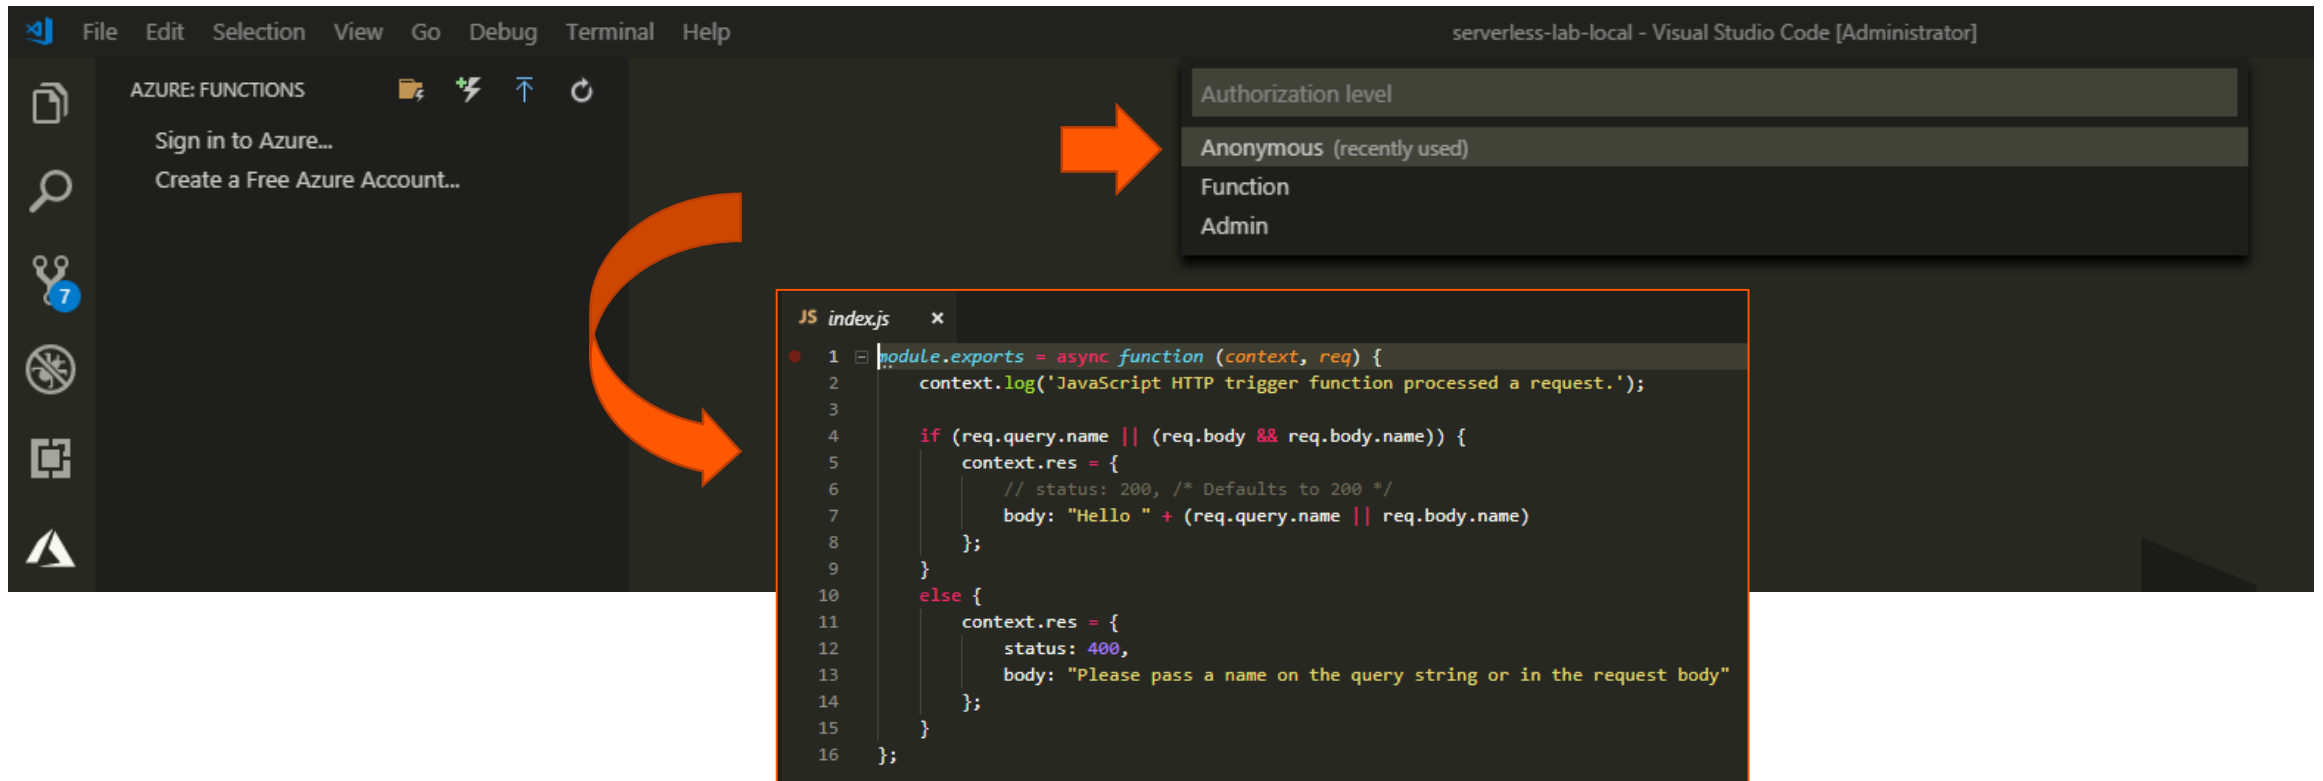 File Edit Selection View Go Debug Terminal Help
serverless-lab-local - Visual Studio Code [Administrator]
AZURE: FUNCTIONS
Sign in to Azure...
Create a Free Azure Account...
7
Authorization level
Anonymous (recently used)
Function
Admin
JS index.js ×
1 module.exports = async function (context, req) {
2 context.log('JavaScript HTTP trigger function processed a request.');
3
4 if (req.query.name || (req.body && req.body.name)) {
5 context.res = {
6 // status: 200, /* Defaults to 200 */
7 body: "Hello " + (req.query.name || req.body.name)
8 };
9 }
10 else {
11 context.res = {
12 status: 400,
13 body: "Please pass a name on the query string or in the request body"
14 };
15 }
16 };